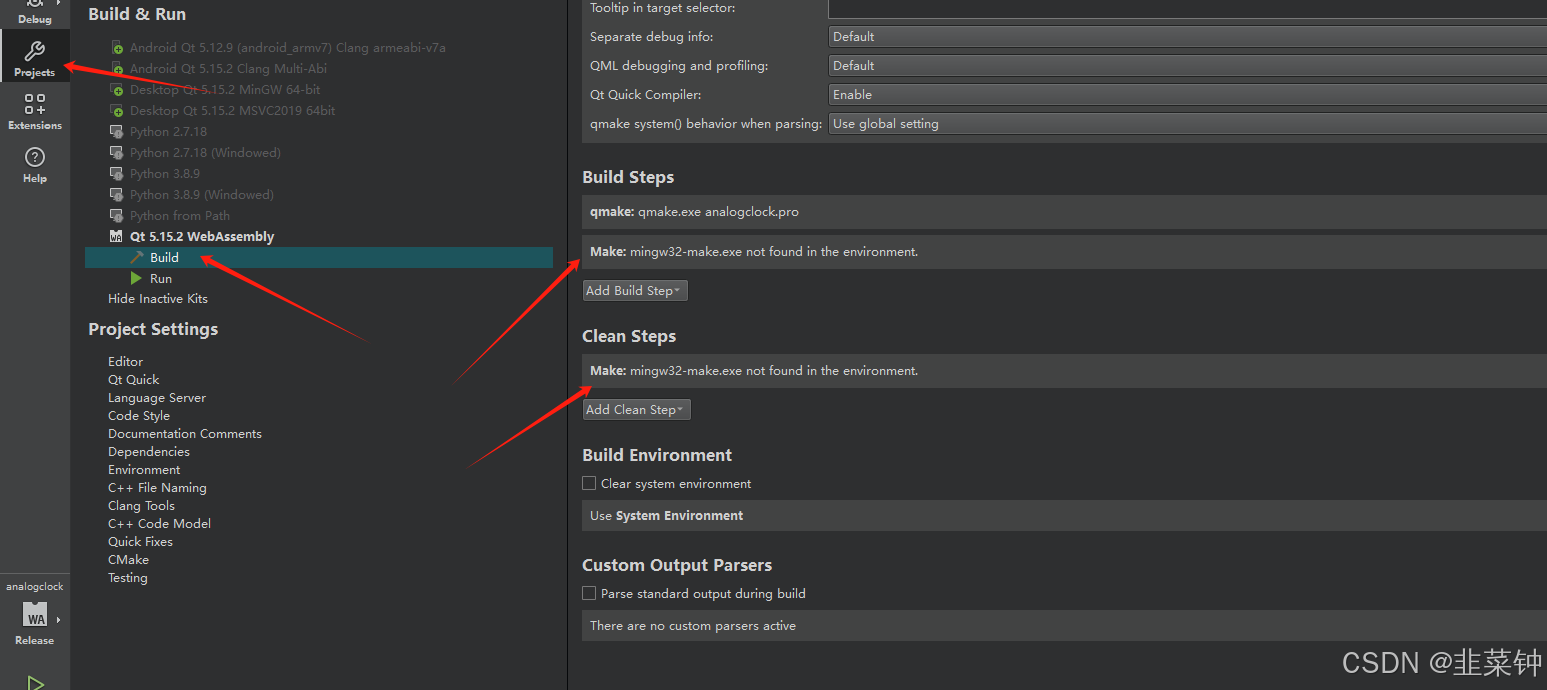 Debug
Projects
Extensions
Help
analogclock
WA
Release
Build & Run
Android Qt 5.12.9 (android_armv7) Clang armeabi-v7a
Android Qt 5.15.2 Clang Multi-Abi
Desktop Qt 5.15.2 MinGW 64-bit
Desktop Qt 5.15.2 MSVC2019 64bit
Python 2.7.18
Python 2.7.18 (Windowed)
Python 3.8.9
Python 3.8.9 (Windowed)
Python from Path
WA Qt 5.15.2 WebAssembly
Build
Run
Hide Inactive Kits
Project Settings
Editor
Qt Quick
Language Server
Code Style
Documentation Comments
Dependencies
Environment
C++ File Naming
Clang Tools
C++ Code Model
Quick Fixes
CMake
Testing
Tooltip in target selector:
Separate debug info: Default
QML debugging and profiling: Default
Qt Quick Compiler: Enable
qmake system() behavior when parsing: Use global setting
Build Steps
qmake: qmake.exe analogclock.pro
Make: mingw32-make.exe not found in the environment.
Add Build Step
Clean Steps
Make: mingw32-make.exe not found in the environment.
Add Clean Step
Build Environment
Clear system environment
Use System Environment
Custom Output Parsers
Parse standard output during build
There are no custom parsers active
CSDN @韭菜钟